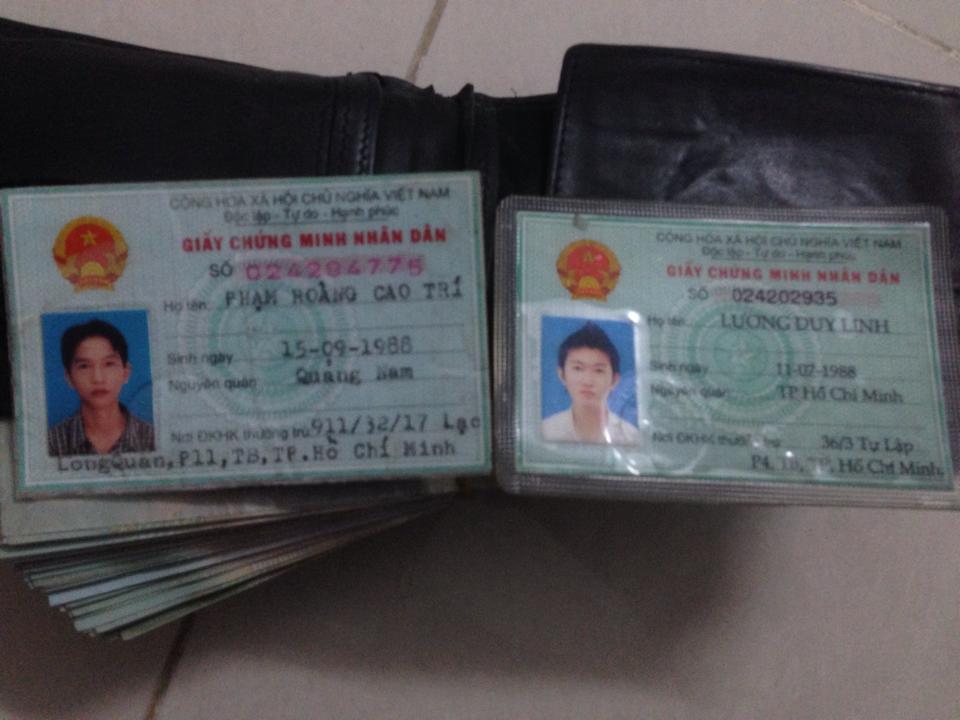 CỘNG HÒA XÃ HỘI CHỦ NGHĨA VIỆT NAM
Độc lập - Tự do - Hạnh phúc
GIẤY CHỨNG MINH NHÂN DÂN
SỐ 024204775
Họ tên: PHẠM HOÀNG CAO TRÍ
Sinh ngày 15-09-1988
Nguyên quán Quảng Nam
Nơi ĐKHK thường trú 911/32/17 Lạc
LongQuan,P11,TB,TP.Hồ Chí Minh
CỘNG HÒA XÃ HỘI CHỦ NGHĨA VIỆT NAM
Độc lập - Tự do - Hạnh phúc
GIẤY CHỨNG MINH NHÂN DÂN
SỐ 024202935
Họ tên: LƯƠNG DUY LINH
Sinh ngày 11-07-1988
Nguyên quán: TP Hồ Chí Minh
Nơi ĐKHK thường 36/3 Tự Lập
P4, TB, TP. Hồ Chí Minh